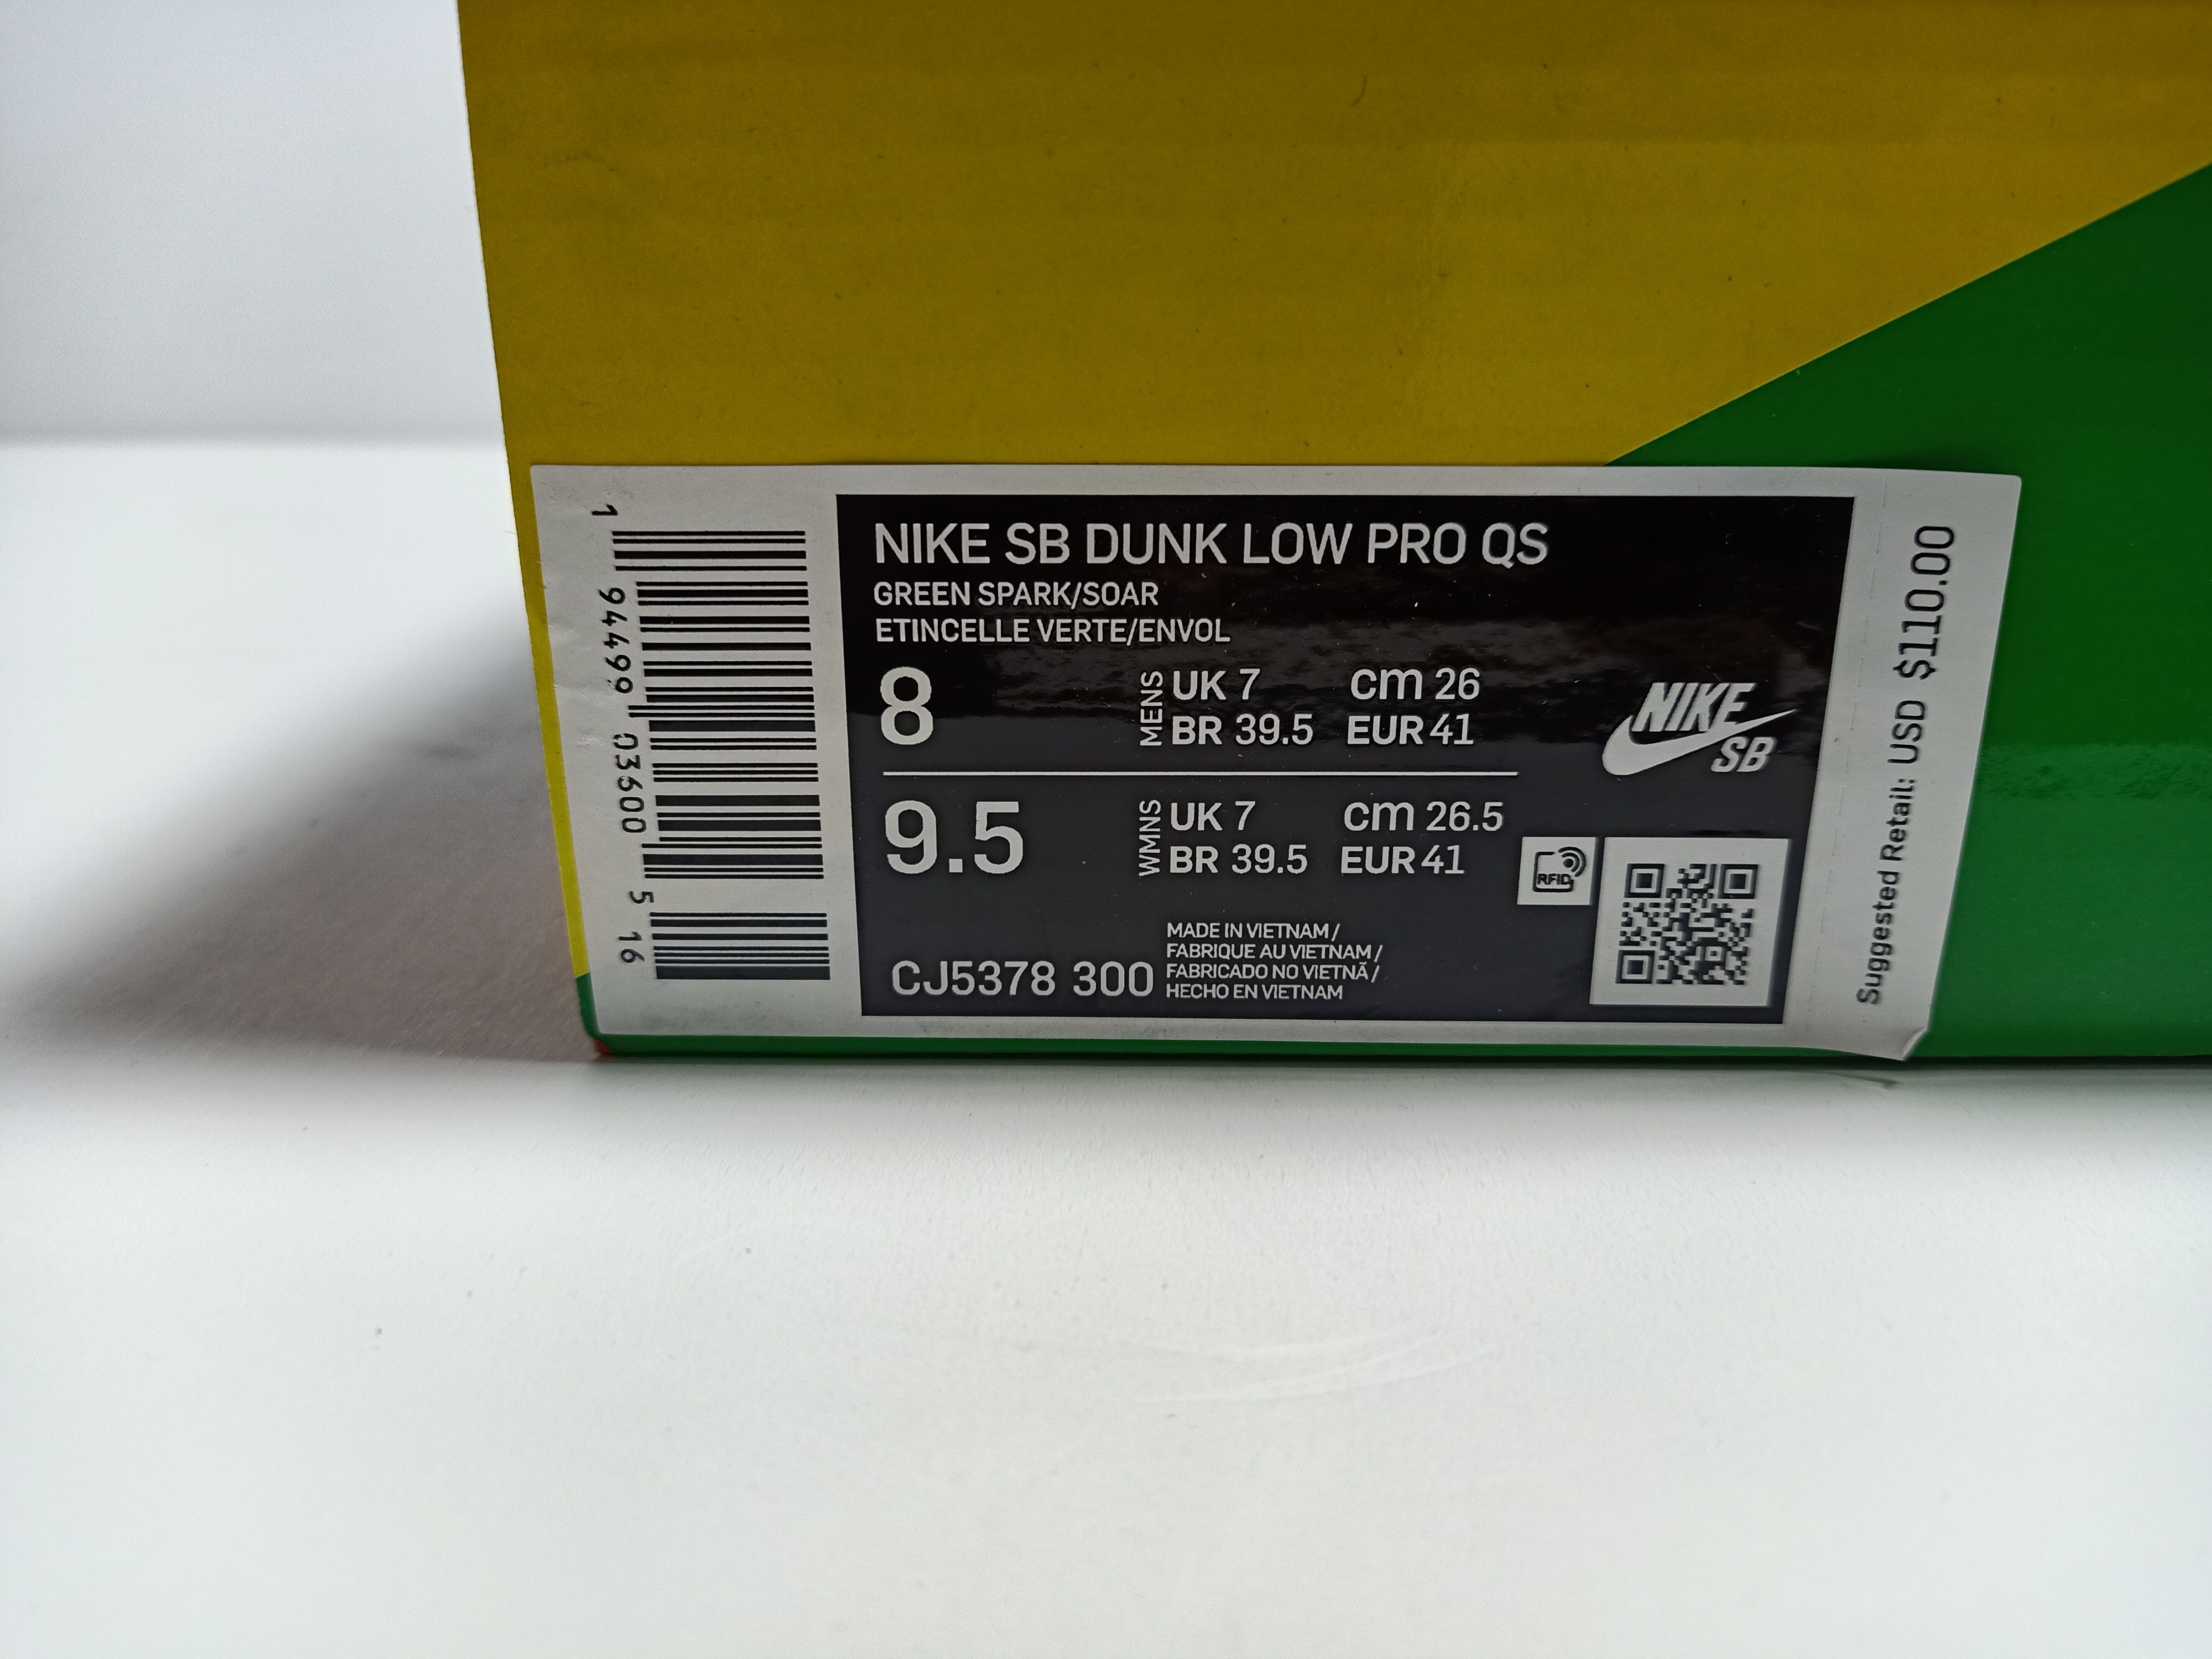 1 94499 03600 5 16
NIKE SB DUNK LOW PRO QS
GREEN SPARK/SOAR
ETINCELLE VERTE/ENVOL
8
MENS
UK 7 cm 26
BR 39.5 EUR 41
9.5
WMNS
UK 7 cm 26.5
BR 39.5 EUR 41
CJ5378 300
MADE IN VIETNAM /
FABRIQUE AU VIETNAM /
FABRICADO NO VIETNÃ /
HECHO EN VIETNAM
NIKE
SB
RFID
Suggested Retail: USD $110.00